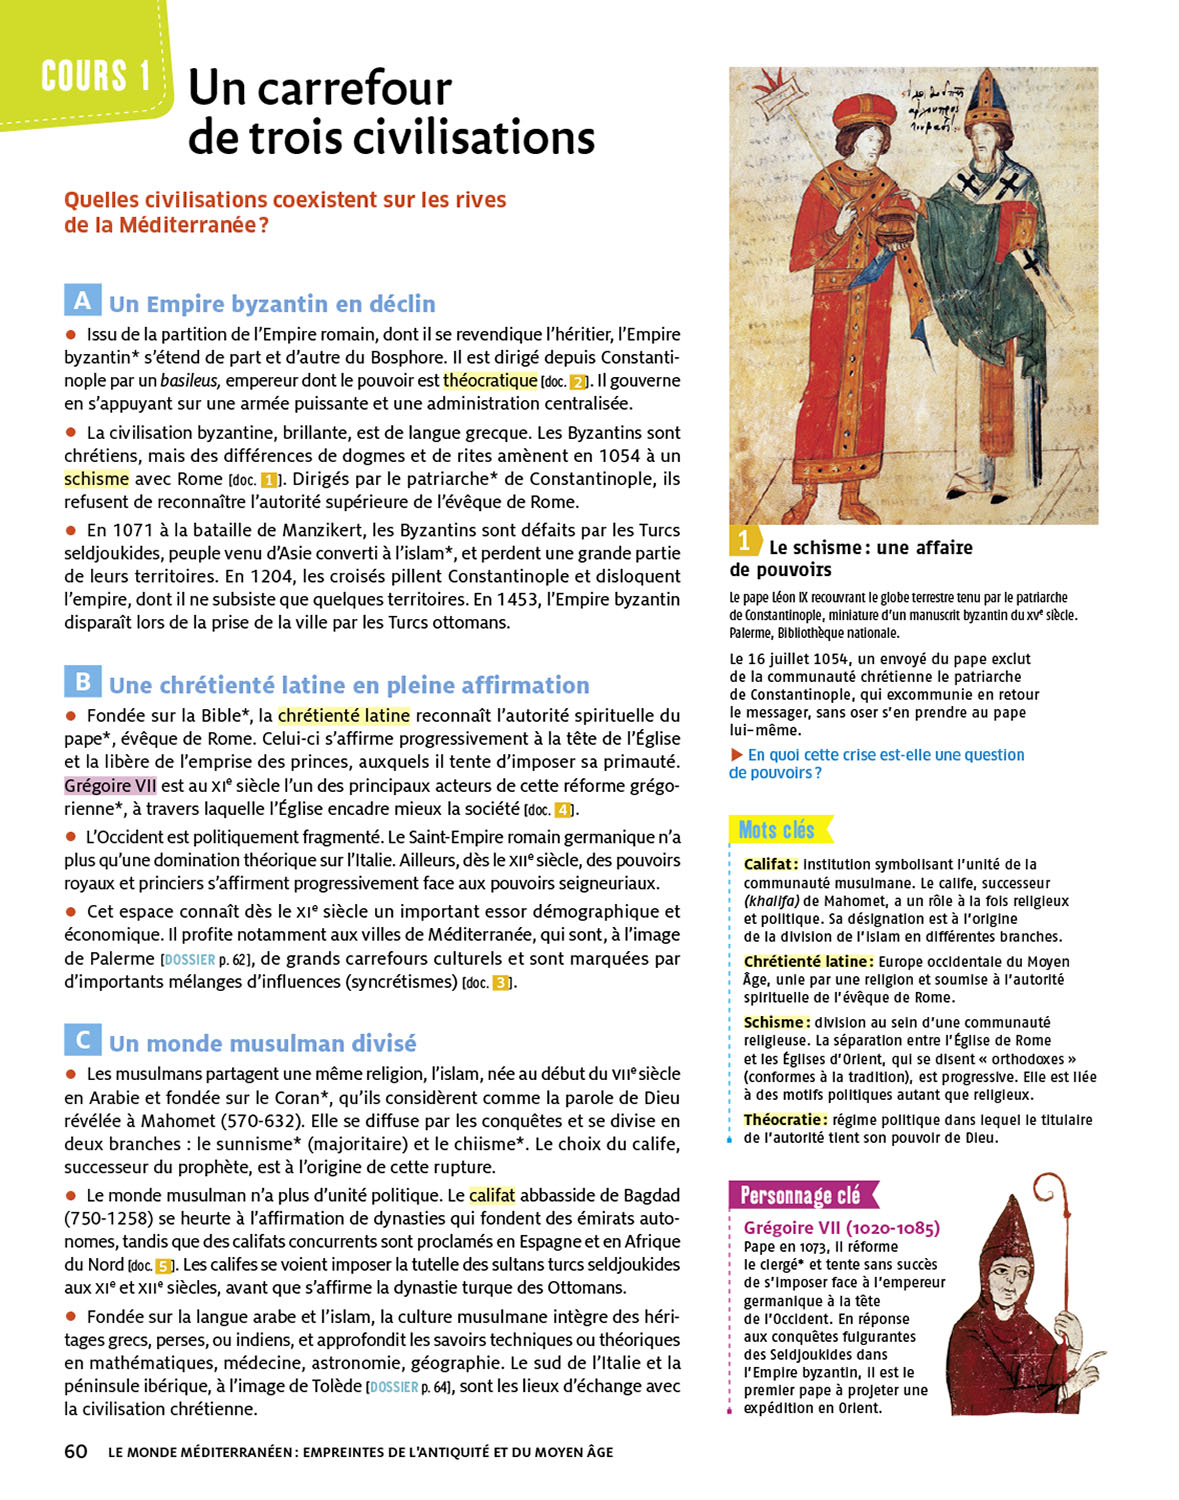 COURS 1
Un carrefour
de trois civilisations
Quelles civilisations coexistent sur les rives
de la Méditerranée ?
A Un Empire byzantin en déclin
• Issu de la partition de l'Empire romain, dont il se revendique l'héritier, l'Empire
byzantin* s'étend de part et d'autre du Bosphore. Il est dirigé depuis Constanti-
nople par un basileus, empereur dont le pouvoir est théocratique [doc. 2]. Il gouverne
en s'appuyant sur une armée puissante et une administration centralisée.
• La civilisation byzantine, brillante, est de langue grecque. Les Byzantins sont
chrétiens, mais des différences de dogmes et de rites amènent en 1054 à un
schisme avec Rome [doc. 1]. Dirigés par le patriarche* de Constantinople, ils
refusent de reconnaître l'autorité supérieure de l'évêque de Rome.
• En 1071 à la bataille de Manzikert, les Byzantins sont défaits par les Turcs
seldjoukides, peuple venu d'Asie converti à l'islam*, et perdent une grande partie
de leurs territoires. En 1204, les croisés pillent Constantinople et disloquent
l'empire, dont il ne subsiste que quelques territoires. En 1453, l'Empire byzantin
disparaît lors de la prise de la ville par les Turcs ottomans.
B Une chrétienté latine en pleine affirmation
• Fondée sur la Bible*, la chrétienté latine reconnaît l'autorité spirituelle du
pape*, évêque de Rome. Celui-ci s'affirme progressivement à la tête de l'Église
et la libère de l'emprise des princes, auxquels il tente d'imposer sa primauté.
Grégoire VII est au XIe siècle l'un des principaux acteurs de cette réforme grégo-
rienne*, à travers laquelle l'Église encadre mieux la société [doc. 4].
• L'Occident est politiquement fragmenté. Le Saint-Empire romain germanique n'a
plus qu'une domination théorique sur l'Italie. Ailleurs, dès le XIIe siècle, des pouvoirs
royaux et princiers s'affirment progressivement face aux pouvoirs seigneuriaux.
• Cet espace connaît dès le XIe siècle un important essor démographique et
économique. Il profite notamment aux villes de Méditerranée, qui sont, à l'image
de Palerme [DOSSIER p. 62], de grands carrefours culturels et sont marquées par
d'importants mélanges d'influences (syncrétismes) [doc. 3].
C Un monde musulman divisé
• Les musulmans partagent une même religion, l'islam, née au début du VIIe siècle
en Arabie et fondée sur le Coran*, qu'ils considèrent comme la parole de Dieu
révélée à Mahomet (570-632). Elle se diffuse par les conquêtes et se divise en
deux branches : le sunnisme* (majoritaire) et le chiisme*. Le choix du calife,
successeur du prophète, est à l'origine de cette rupture.
• Le monde musulman n'a plus d'unité politique. Le califat abbasside de Bagdad
(750-1258) se heurte à l'affirmation de dynasties qui fondent des émirats auto-
nomes, tandis que des califats concurrents sont proclamés en Espagne et en Afrique
du Nord [doc. 5]. Les califes se voient imposer la tutelle des sultans turcs seldjoukides
aux XIe et XIIe siècles, avant que s'affirme la dynastie turque des Ottomans.
• Fondée sur la langue arabe et l'islam, la culture musulmane intègre des héri-
tages grecs, perses, ou indiens, et approfondit les savoirs techniques ou théoriques
en mathématiques, médecine, astronomie, géographie. Le sud de l'Italie et la
péninsule ibérique, à l'image de Tolède [DOSSIER p. 64], sont les lieux d'échange avec
la civilisation chrétienne.
1 Le schisme : une affaire
de pouvoirs
Le pape Léon IX recouvrant le globe terrestre tenu par le patriarche
de Constantinople, miniature d'un manuscrit byzantin du XVe siècle.
Palerme, Bibliothèque nationale.
Le 16 juillet 1054, un envoyé du pape exclut
de la communauté chrétienne le patriarche
de Constantinople, qui excommunie en retour
le messager, sans oser s'en prendre au pape
lui-même.
▶ En quoi cette crise est-elle une question
de pouvoirs ?
Mots clés
Califat : institution symbolisant l'unité de la
communauté musulmane. Le calife, successeur
(khalifa) de Mahomet, a un rôle à la fois religieux
et politique. Sa désignation est à l'origine
de la division de l'Islam en différentes branches.
Chrétienté latine : Europe occidentale du Moyen
Âge, unie par une religion et soumise à l'autorité
spirituelle de l'évêque de Rome.
Schisme : division au sein d'une communauté
religieuse. La séparation entre l'Église de Rome
et les Églises d'Orient, qui se disent « orthodoxes »
(conformes à la tradition), est progressive. Elle est liée
à des motifs politiques autant que religieux.
Théocratie : régime politique dans lequel le titulaire
de l'autorité tient son pouvoir de Dieu.
Personnage clé
Grégoire VII (1020-1085)
Pape en 1073, il réforme
le clergé* et tente sans succès
de s'imposer face à l'empereur
germanique à la tête
de l'Occident. En réponse
aux conquêtes fulgurantes
des Seldjoukides dans
l'Empire byzantin, il est le
premier pape à projeter une
expédition en Orient.
60 LE MONDE MÉDITERRANÉEN : EMPREINTES DE L'ANTIQUITÉ ET DU MOYEN ÂGE